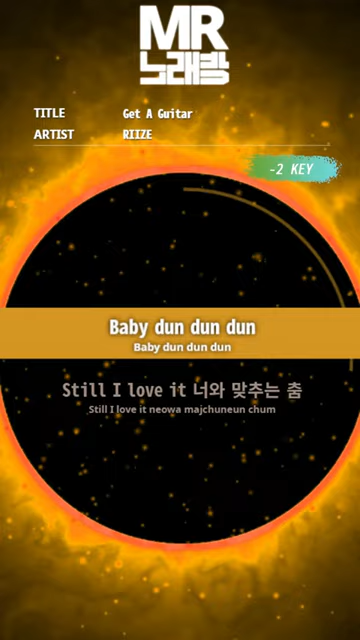 MR
노래방
TITLE Get A Guitar
ARTIST RIIZE
-2 KEY
Baby dun dun dun
Baby dun dun dun
Still I love it 너와 맞추는 춤
Still I love it neowa majchuneun chum